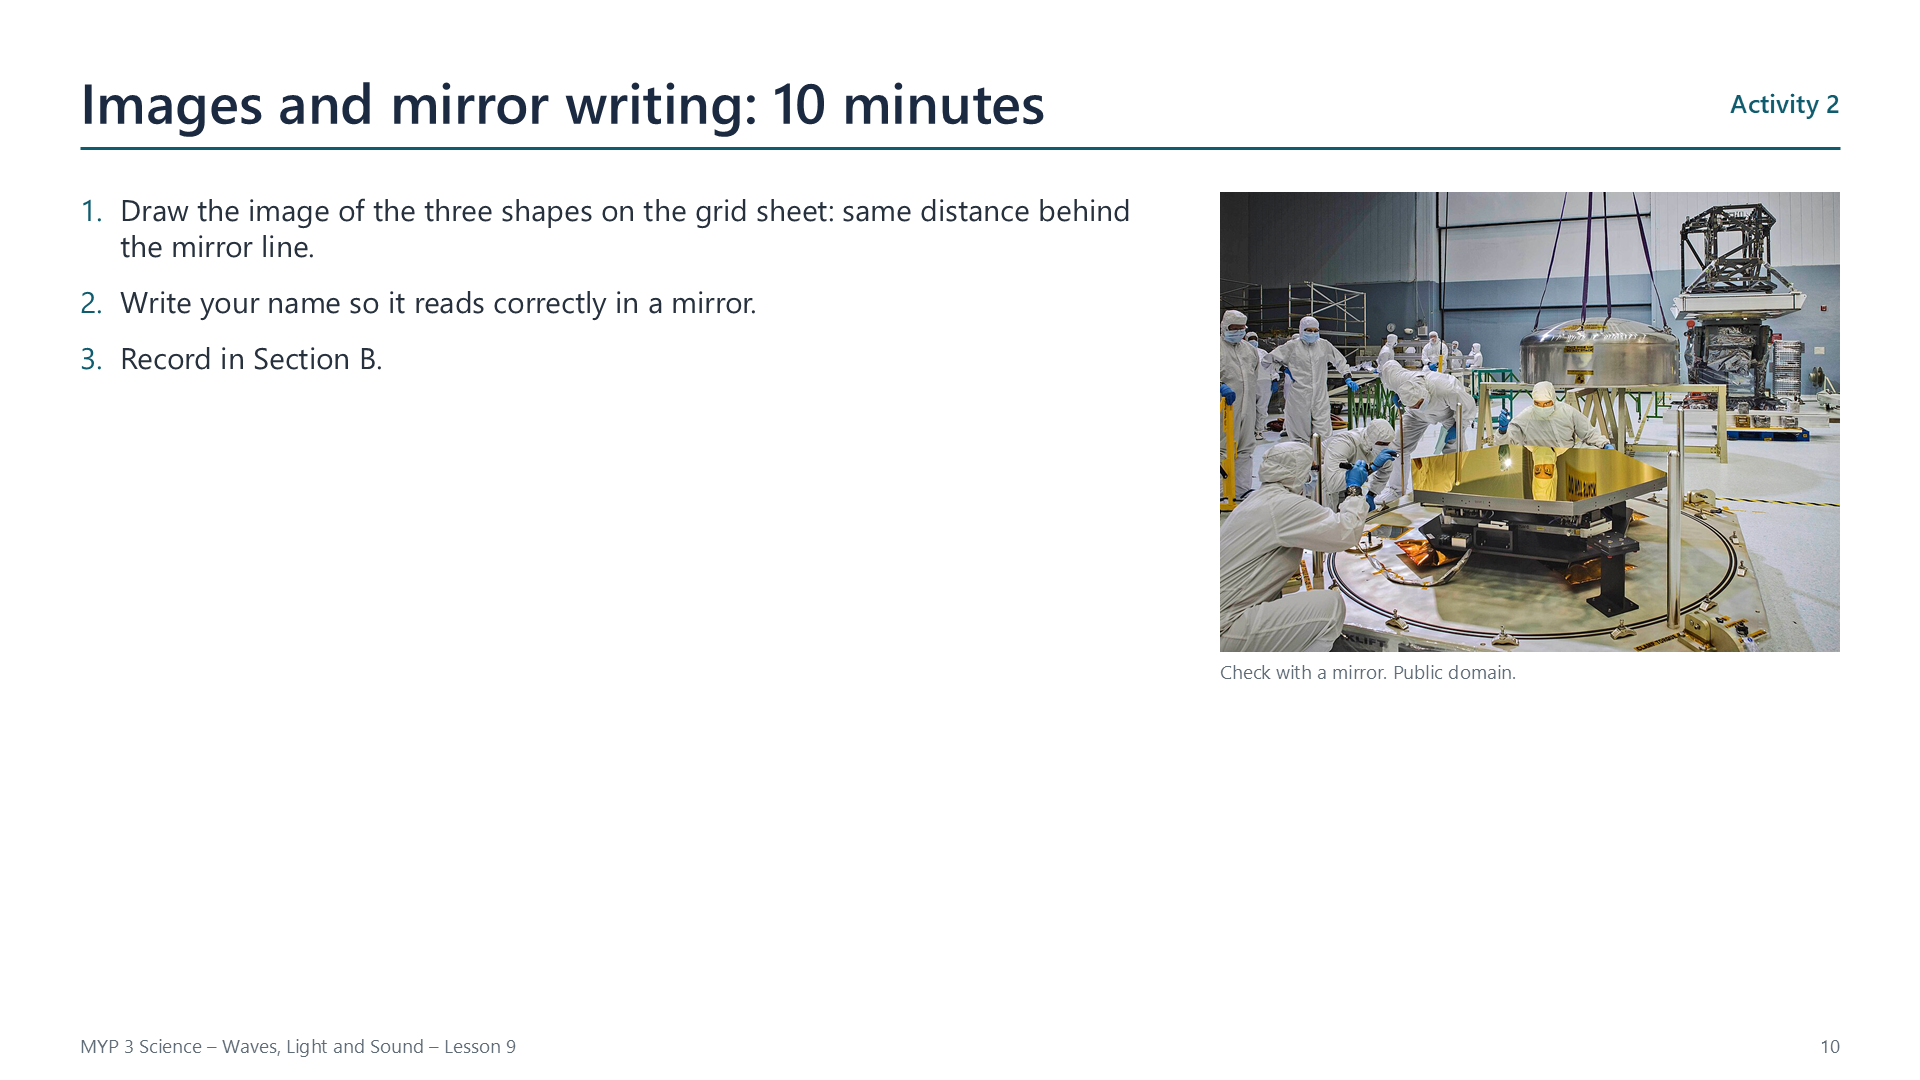 Images and mirror writing: 10 minutes
Activity 2
1. Draw the image of the three shapes on the grid sheet: same distance behind
the mirror line.
2. Write your name so it reads correctly in a mirror.
3. Record in Section B.
Check with a mirror. Public domain.
MYP 3 Science – Waves, Light and Sound – Lesson 9
10